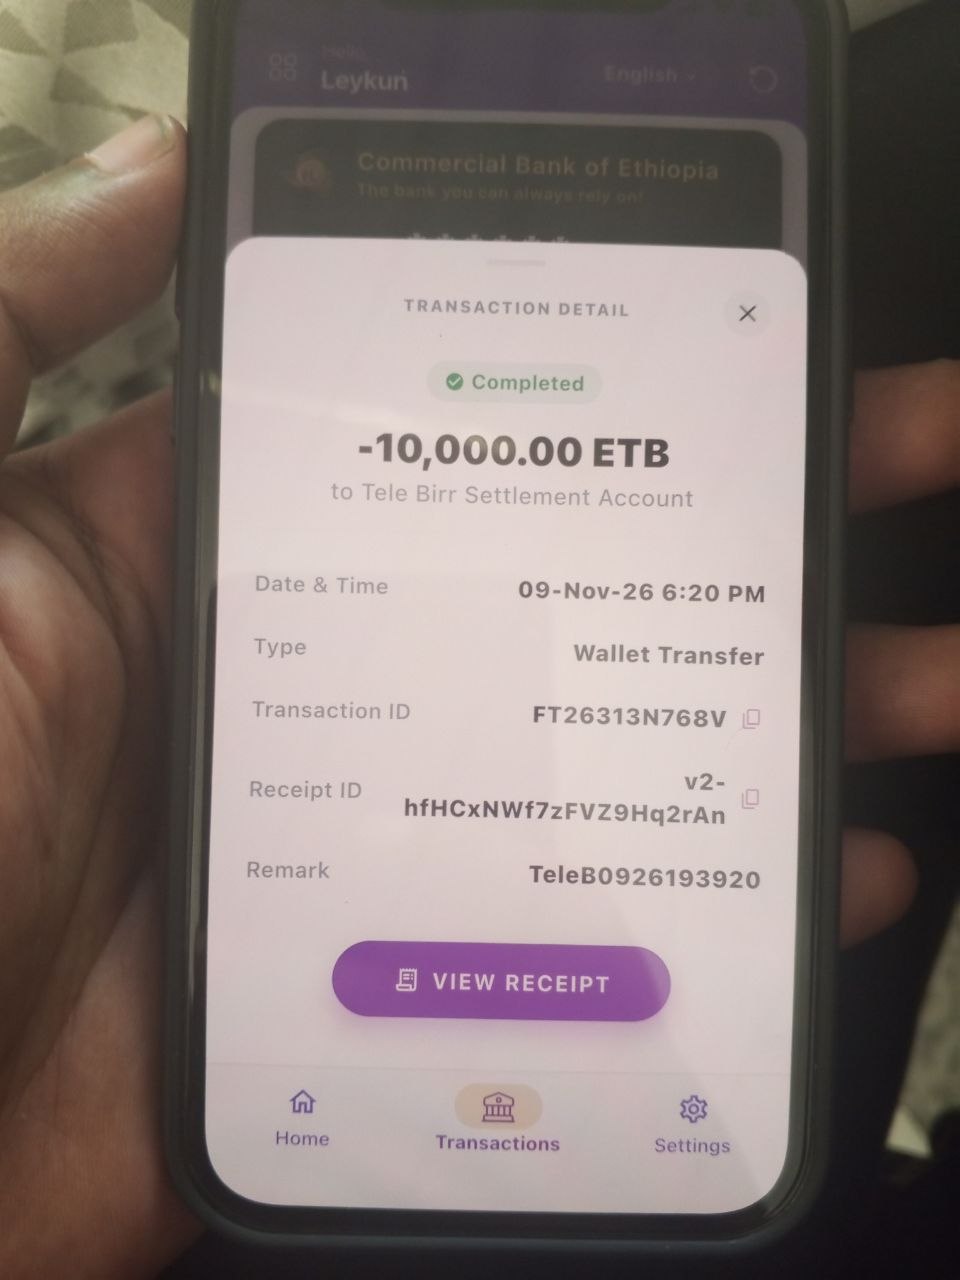 Hello,
Leykun
English
Commercial Bank of Ethiopia
The bank you can always rely on!
TRANSACTION DETAIL
Completed
-10,000.00 ETB
to Tele Birr Settlement Account
Date & Time 09-Nov-26 6:20 PM
Type Wallet Transfer
Transaction ID FT26313N768V
Receipt ID v2-
hfHCxNWf7zFVZ9Hq2rAn
Remark TeleB0926193920
VIEW RECEIPT
Home Transactions Settings